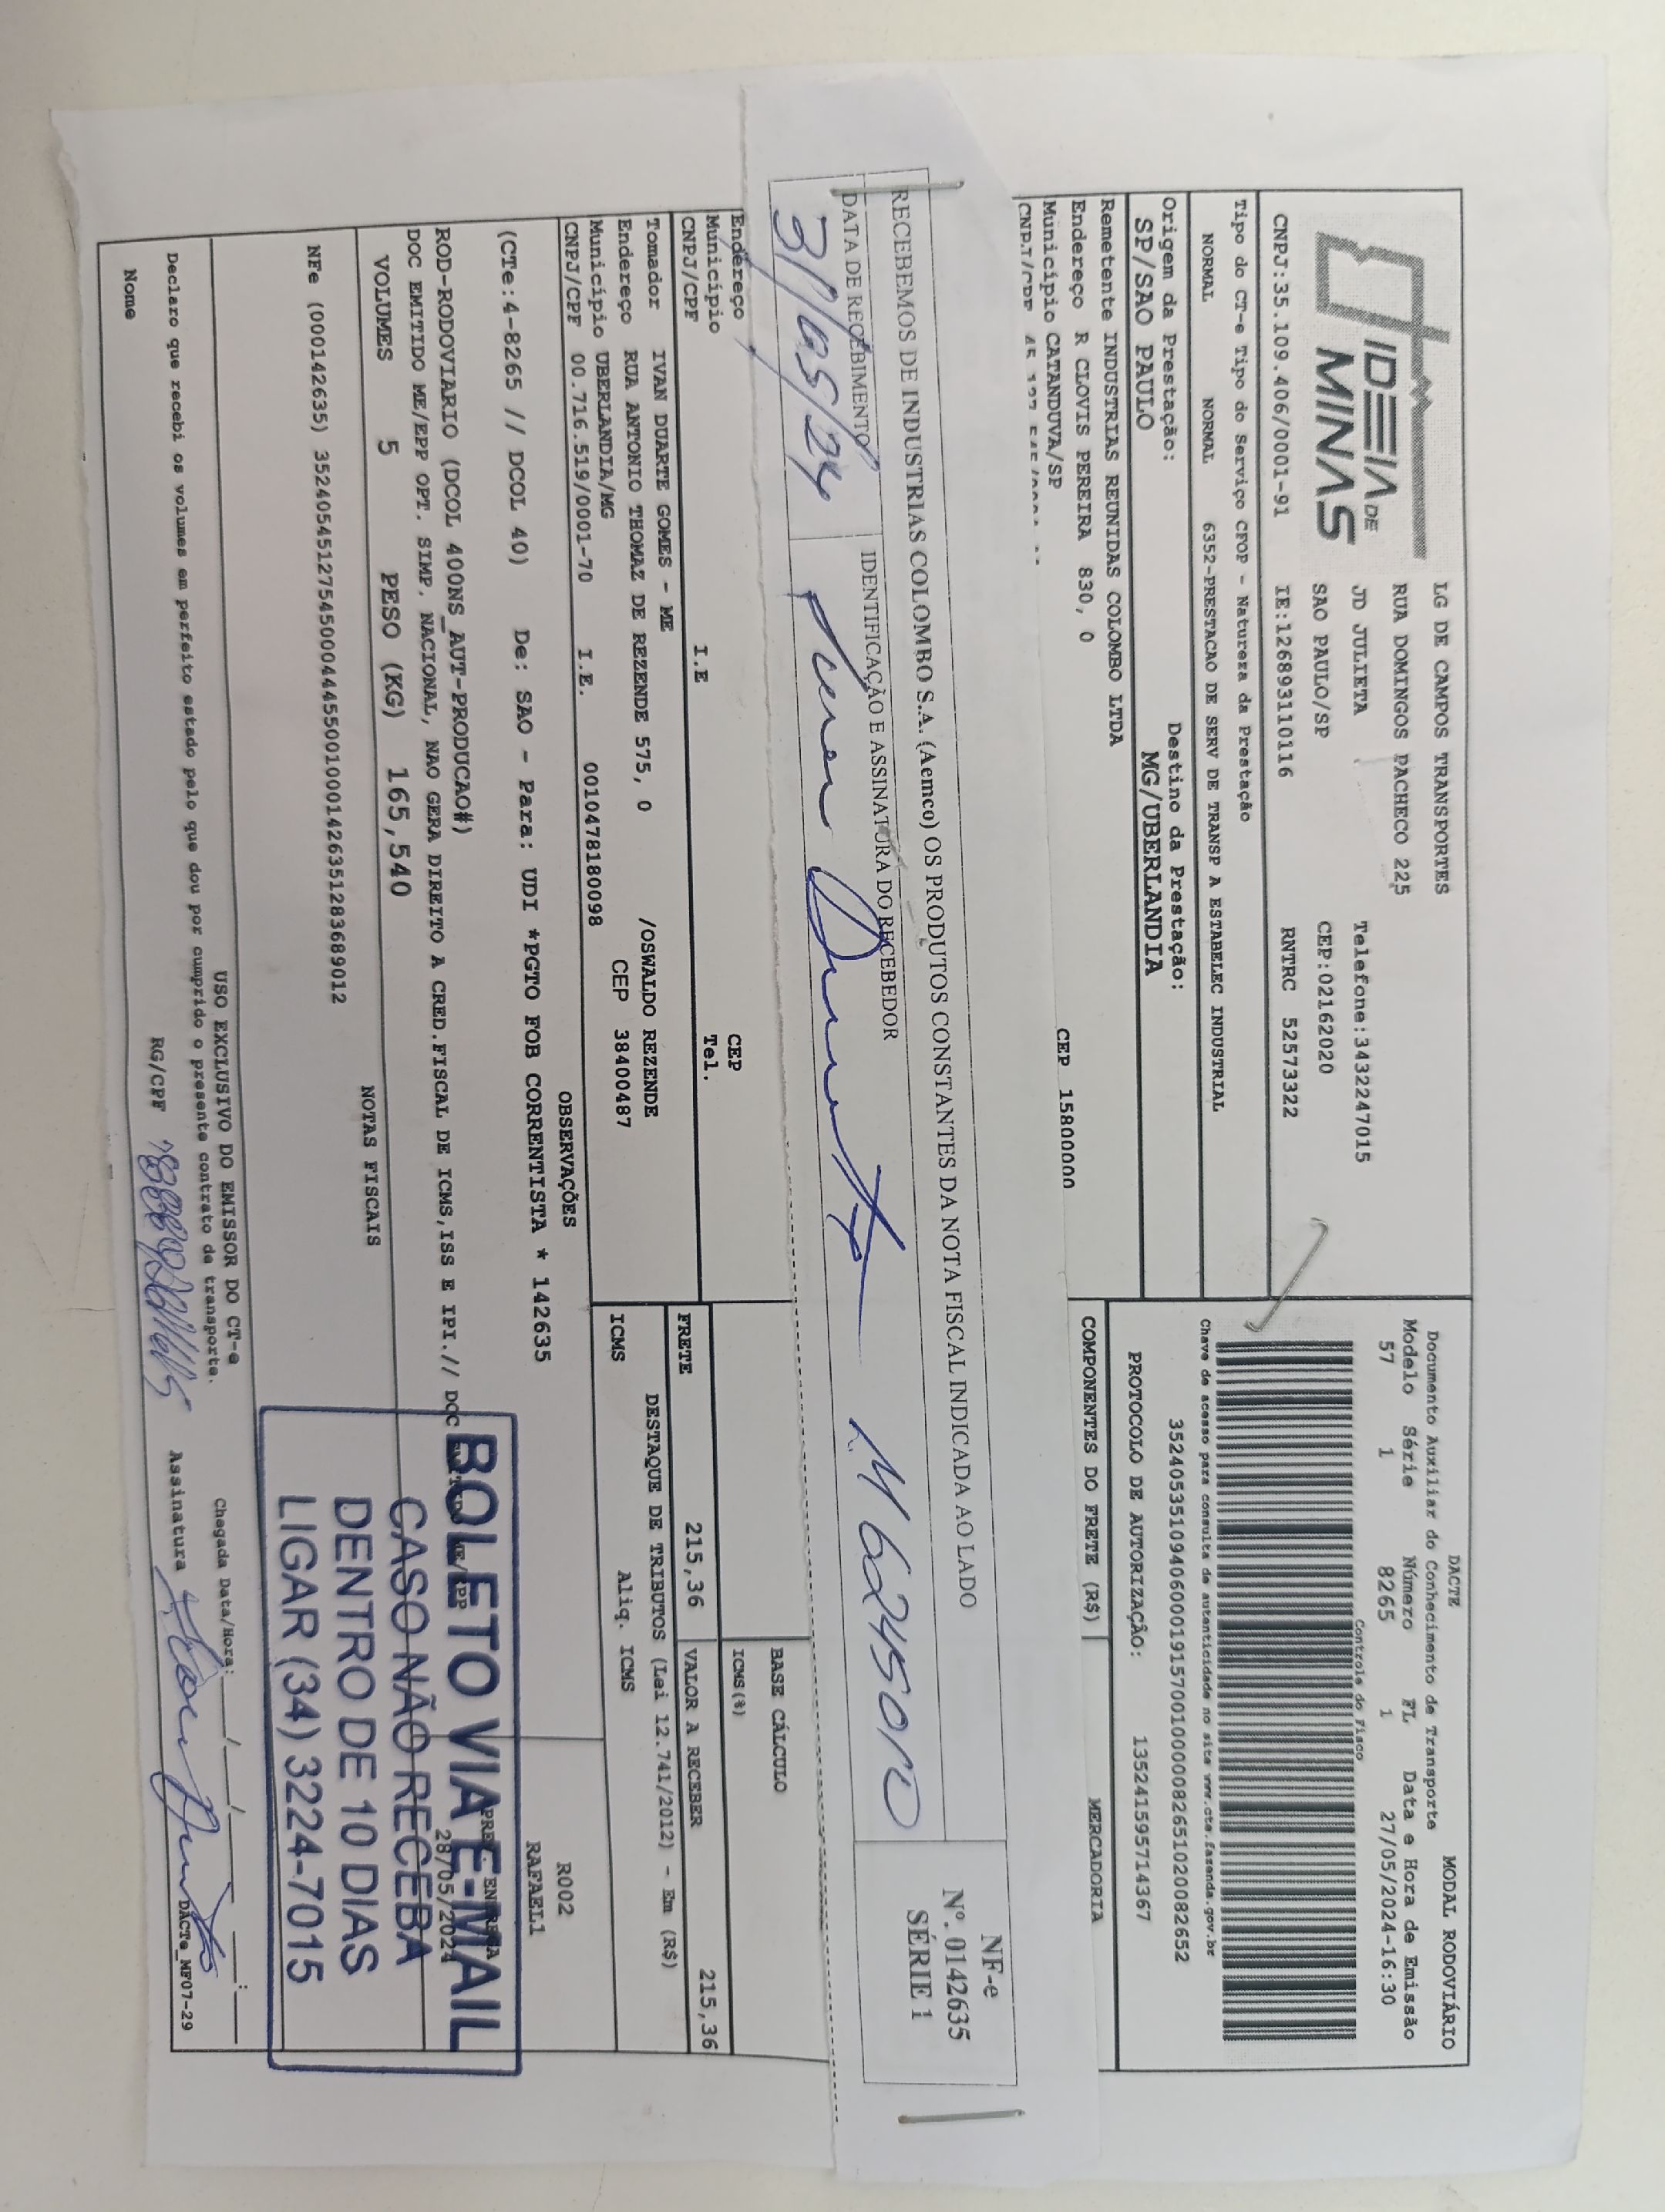 IDEIA DE
MINAS
LG DE CAMPOS TRANSPORTES
RUA DOMINGOS PACHECO 225
JD JULIETA Telefone:3432247015
SAO PAULO/SP CEP:02162020
CNPJ:35.109.406/0001-91 IE:126893110116 RNTRC 52573322
DACTE MODAL RODOVIÁRIO
Documento Auxiliar do Conhecimento de Transporte
Modelo Série Número FL Data e Hora de Emissão
57 1 8265 1 27/05/2024-16:30
Controle do Fisco
Chave de acesso para consulta de autenticidade no site www.cte.fazenda.gov.br
35240535109406000191570010000082651020082652
PROTOCOLO DE AUTORIZAÇÃO: 135241595714367
Tipo do CT-e Tipo do Serviço CFOP - Natureza da Prestação
NORMAL NORMAL 6352-PRESTACAO DE SERV DE TRANSP A ESTABELEC INDUSTRIAL
Origem da Prestação: Destino da Prestação:
SP/SAO PAULO MG/UBERLANDIA
Remetente INDUSTRIAS REUNIDAS COLOMBO LTDA
Endereço R CLOVIS PEREIRA 830, 0
Município CATANDUVA/SP CEP 15800000
CNPJ/CPF
COMPONENTES DO FRETE (R$) MERCADORIA
RECEBEMOS DE INDUSTRIAS COLOMBO S.A. (Aemco) OS PRODUTOS CONSTANTES DA NOTA FISCAL INDICADA AO LADO
DATA DE RECEBIMENTO IDENTIFICAÇÃO E ASSINATURA DO RECEBEDOR
31/05/24
NF-e
Nº. 0142635
SÉRIE 1
BASE CÁLCULO
ICMS(%)
Endereço CEP
Município Tel.
CNPJ/CPF I.E
FRETE 215,36 VALOR A RECEBER 215,36
Tomador IVAN DUARTE GOMES - ME
Endereço RUA ANTONIO THOMAZ DE REZENDE 575, 0 /OSWALDO REZENDE
Município UBERLANDIA/MG CEP 38400487
CNPJ/CPF 00.716.519/0001-70 I.E. 0010478180098
DESTAQUE DE TRIBUTOS (Lei 12.741/2012) - Em (R$)
ICMS Aliq. ICMS
OBSERVAÇÕES
R002
RAFAEL1
(CTe:4-8265 // DCOL 40) De: SAO - Para: UDI *PGTO FOB CORRENTISTA * 142635
ROD-RODOVIARIO (DCOL 400NS_AUT-PRODUCAO#)
DOC EMITIDO ME/EPP OPT. SIMP. NACIONAL, NAO GERA DIREITO A CRED.FISCAL DE ICMS,ISS E IPI.// DOC
28/05/2024
VOLUMES 5 PESO (KG) 165,540
NOTAS FISCAIS
NFe (000142635) 35240545127545000444550010001426351283689012
BOLETO VIA E-MAIL
CASO NÃO RECEBA
DENTRO DE 10 DIAS
LIGAR (34) 3224-7015
USO EXCLUSIVO DO EMISSOR DO CT-e
Declaro que recebi os volumes em perfeito estado pelo que dou por cumprido o presente contrato de transporte.
Chegada Data/Hora: __/__/__ __:__
Nome RG/CPF Assinatura
DACTe_MF07-29